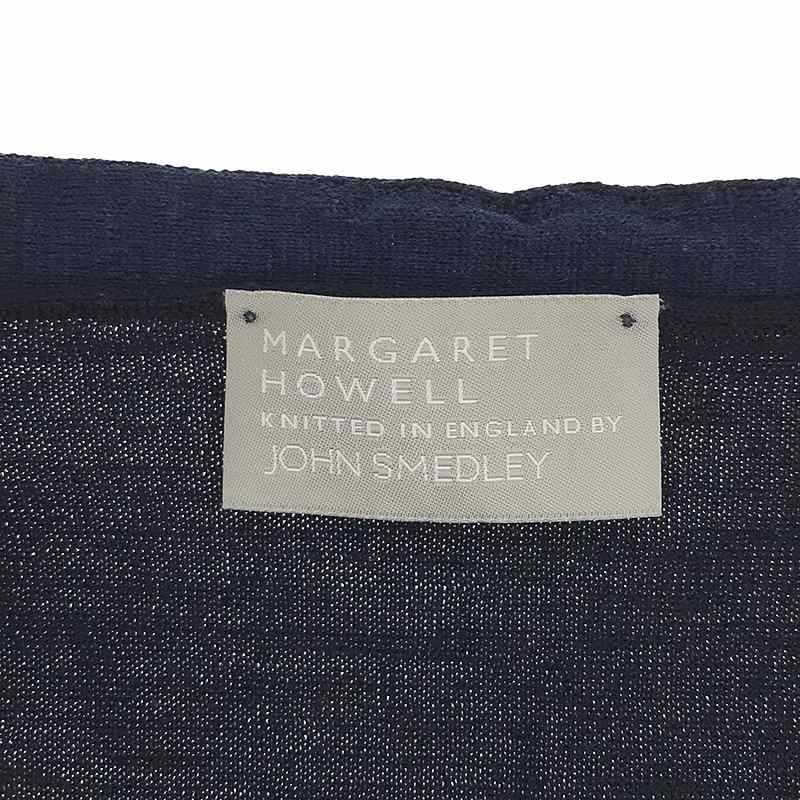 MARGARET
HOWELL
KNITTED IN ENGLAND BY
JOHN SMEDLEY